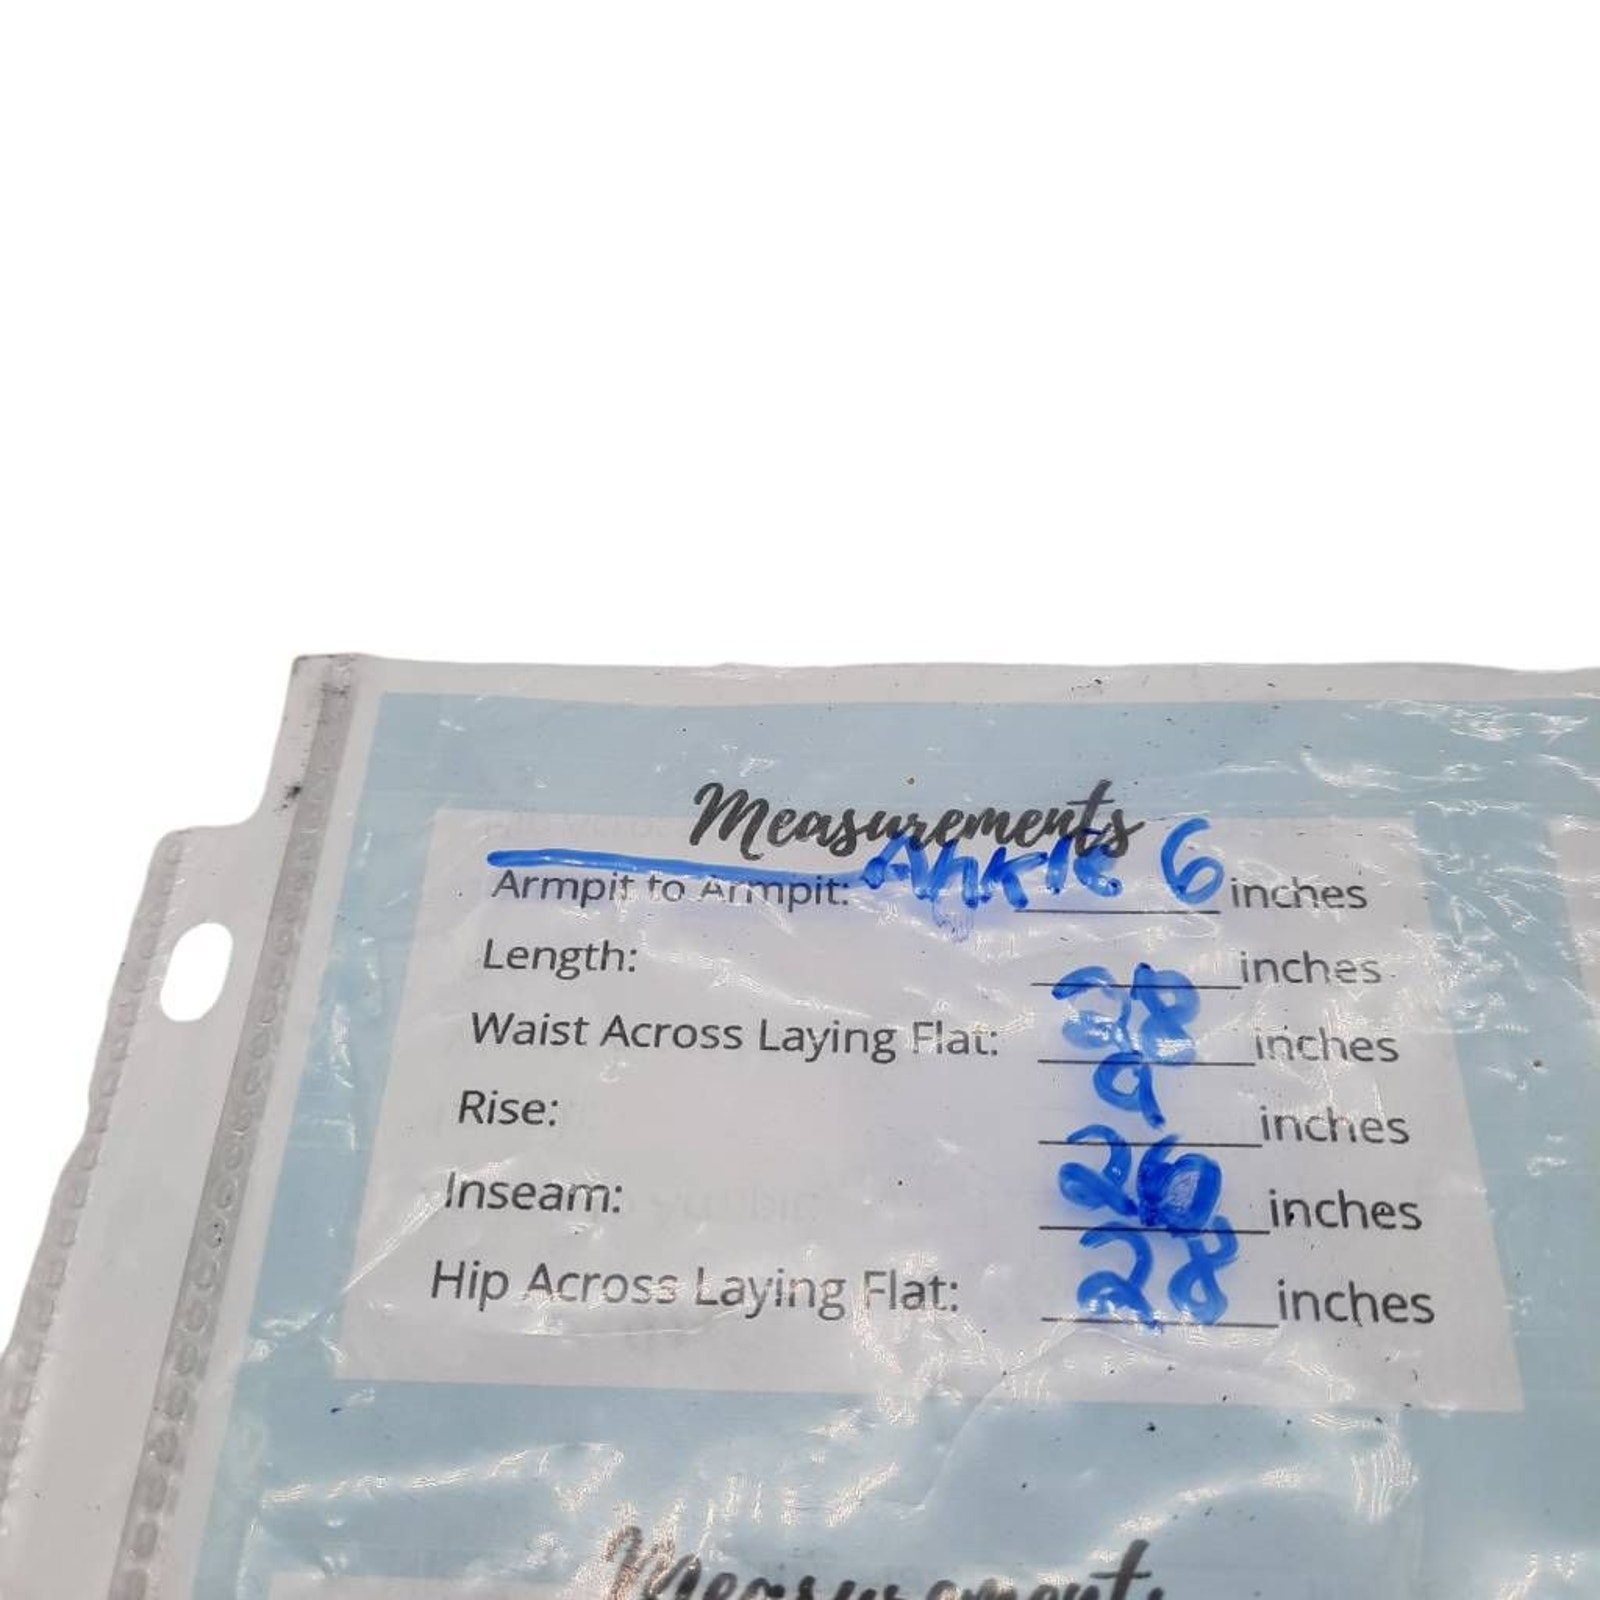 Measurements
Armpit to Armpit: Ankle 6 inches
Length: inches
Waist Across Laying Flat: inches
Rise: 9 inches
Inseam: 26 inches
Hip Across Laying Flat: 28 inches
Measurements